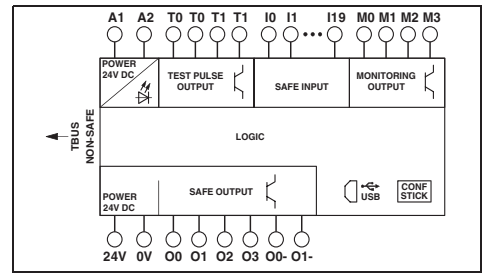 A1 A2 T0 T0 T1 T1 I0 I1 ••• I19 M0 M1 M2 M3
POWER
24V DC
TEST PULSE
OUTPUT
SAFE INPUT
MONITORING
OUTPUT
TBUS
NON-SAFE
LOGIC
POWER
24V DC
SAFE OUTPUT
USB
CONF
STICK
24V 0V O0 O1 O2 O3 O0- O1-